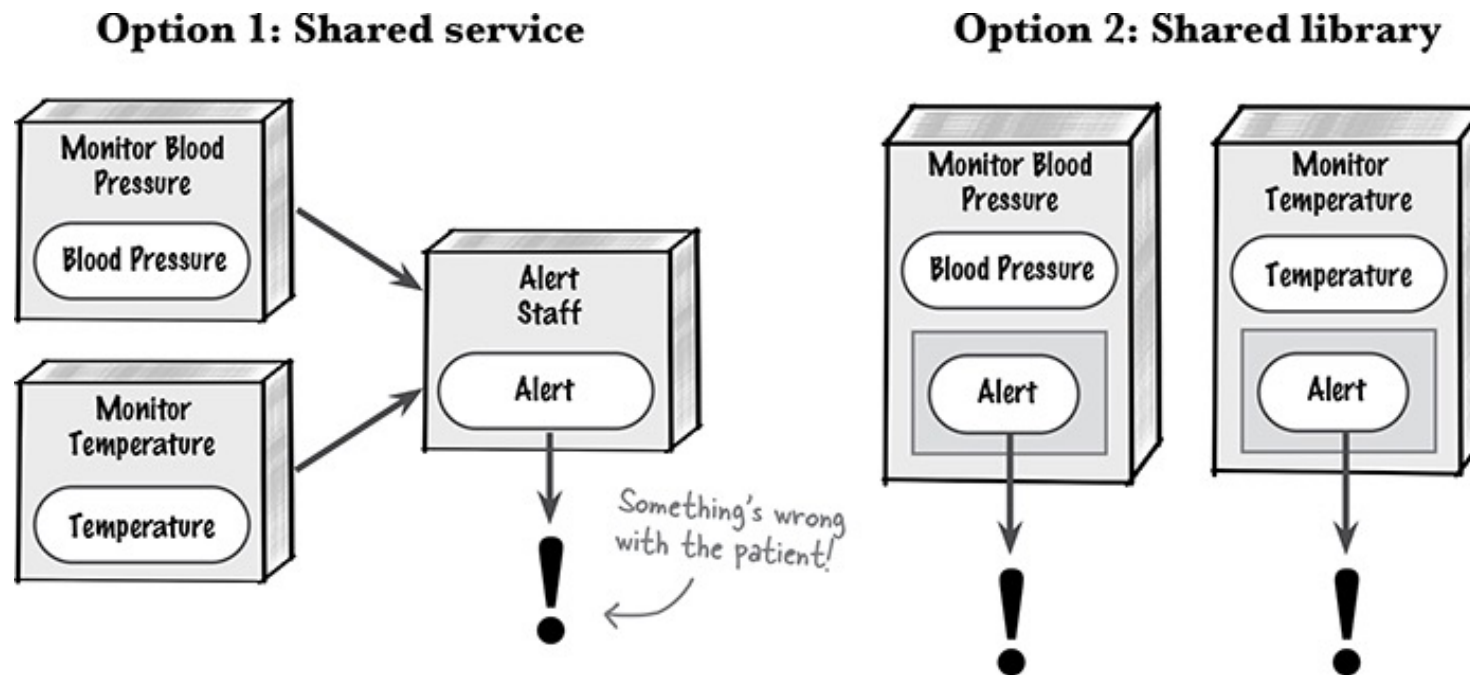 Option 1: Shared service
Monitor Blood
Pressure
Blood Pressure
Monitor
Temperature
Temperature
Alert
Staff
Alert
Something's wrong
with the patient!
Option 2: Shared library
Monitor Blood
Pressure
Blood Pressure
Alert
Monitor
Temperature
Temperature
Alert